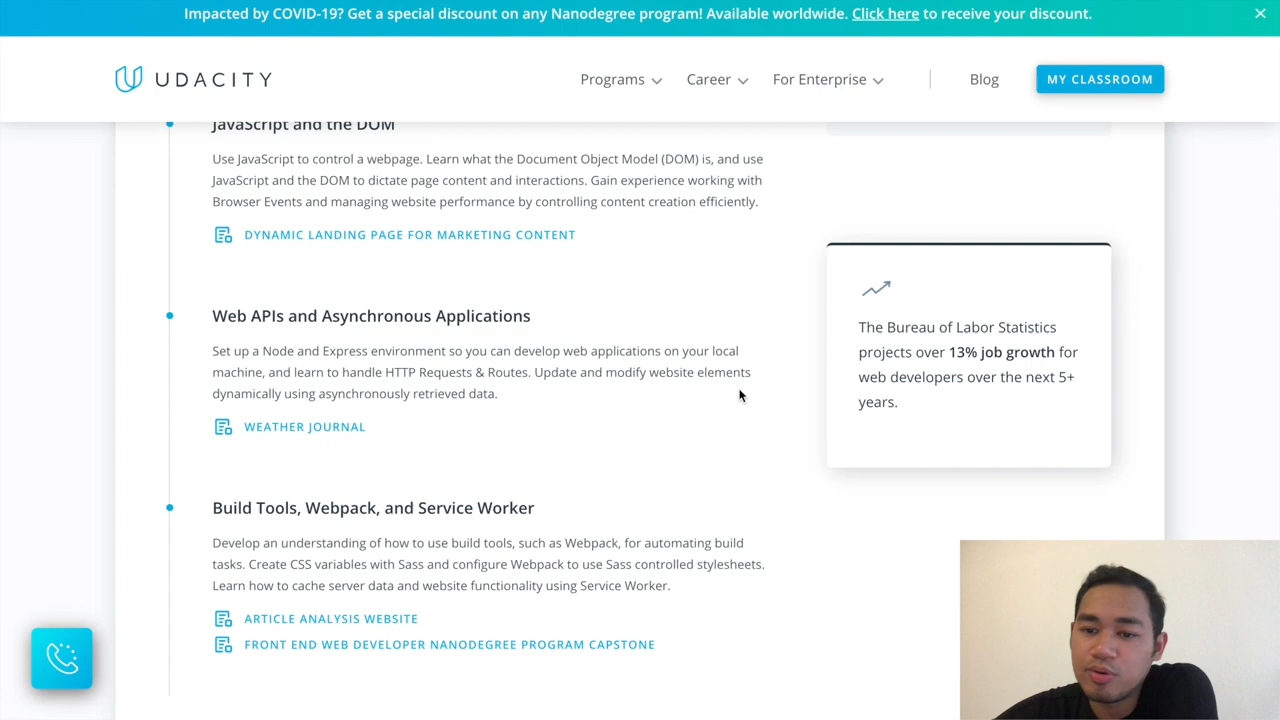 Impacted by COVID-19? Get a special discount on any Nanodegree program! Available worldwide. Click here to receive your discount.
UDACITY
Programs
Career
For Enterprise
Blog
MY CLASSROOM
JavaScript and the DOM
Use JavaScript to control a webpage. Learn what the Document Object Model (DOM) is, and use
JavaScript and the DOM to dictate page content and interactions. Gain experience working with
Browser Events and managing website performance by controlling content creation efficiently.
DYNAMIC LANDING PAGE FOR MARKETING CONTENT
Web APIs and Asynchronous Applications
Set up a Node and Express environment so you can develop web applications on your local
machine, and learn to handle HTTP Requests & Routes. Update and modify website elements
dynamically using asynchronously retrieved data.
WEATHER JOURNAL
Build Tools, Webpack, and Service Worker
Develop an understanding of how to use build tools, such as Webpack, for automating build
tasks. Create CSS variables with Sass and configure Webpack to use Sass controlled stylesheets.
Learn how to cache server data and website functionality using Service Worker.
ARTICLE ANALYSIS WEBSITE
FRONT END WEB DEVELOPER NANODEGREE PROGRAM CAPSTONE
The Bureau of Labor Statistics
projects over 13% job growth for
web developers over the next 5+
years.